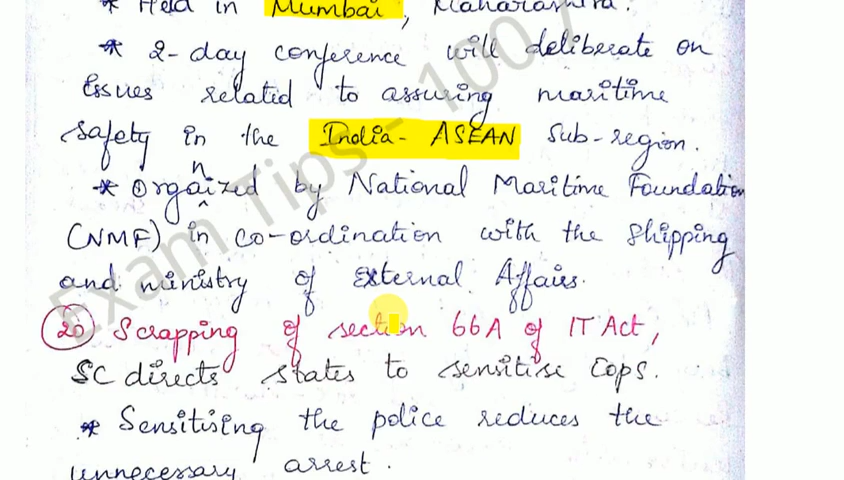 * Held in Mumbai, Maharashtra.
* 2-day conference will deliberate on
issues related to assuring maritime
safety in the India-ASEAN sub-region.
* Orgaized by National Maritime Foundation
n
^
(NMF) in co-ordination with the shipping
and ministry of External Affairs.
20 Scrapping of section 66A of IT Act,
SC directs states to sensitise cops.
* Sensitising the police reduces the
unnecessary arrest.
Exam Tips - 100%